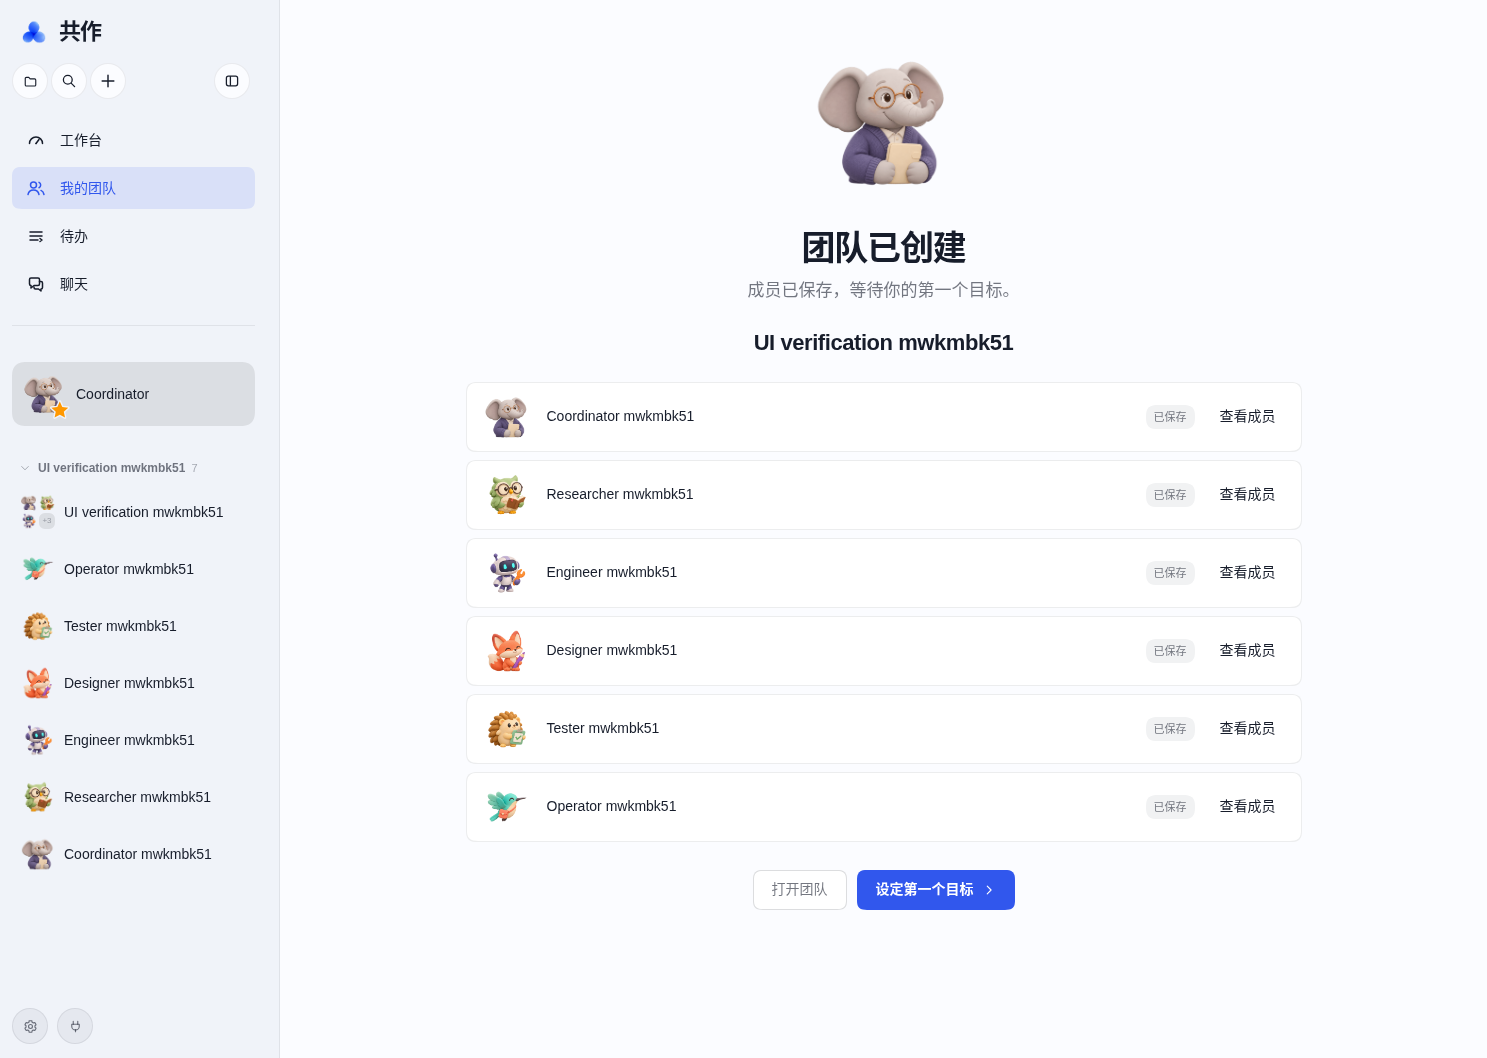 共作
工作台
我的团队
待办
聊天
Coordinator
UI verification mwkmbk51 7
UI verification mwkmbk51
+3
Operator mwkmbk51
Tester mwkmbk51
Designer mwkmbk51
Engineer mwkmbk51
Researcher mwkmbk51
Coordinator mwkmbk51
团队已创建
成员已保存，等待你的第一个目标。
UI verification mwkmbk51
Coordinator mwkmbk51 已保存 查看成员
Researcher mwkmbk51 已保存 查看成员
Engineer mwkmbk51 已保存 查看成员
Designer mwkmbk51 已保存 查看成员
Tester mwkmbk51 已保存 查看成员
Operator mwkmbk51 已保存 查看成员
打开团队 设定第一个目标